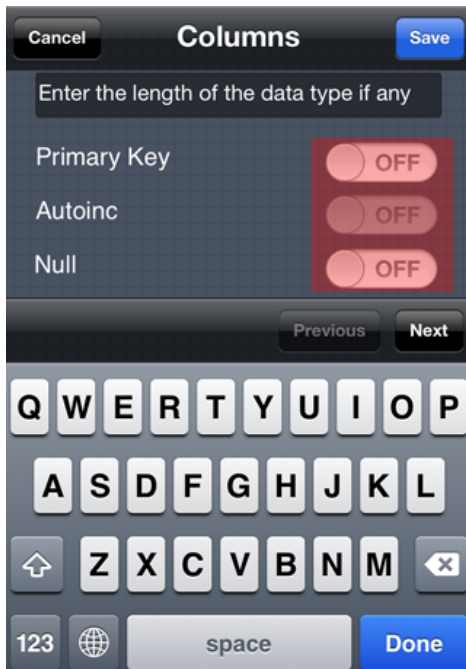 Cancel Columns Save
Enter the length of the data type if any
Primary Key OFF
Autoinc OFF
Null OFF
Previous Next
Q W E R T Y U I O P
A S D F G H J K L
Z X C V B N M
123 space Done